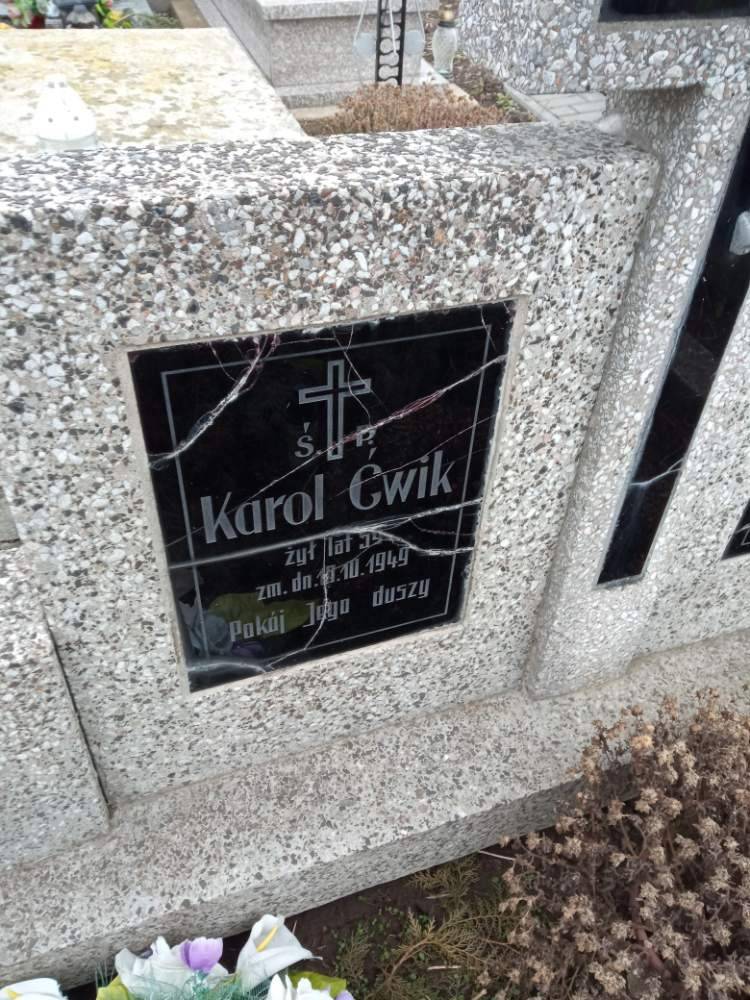 Ś. P.
Karol Ćwik
żył lat
zm. dn. 10. 1949
Pokój Jego duszy